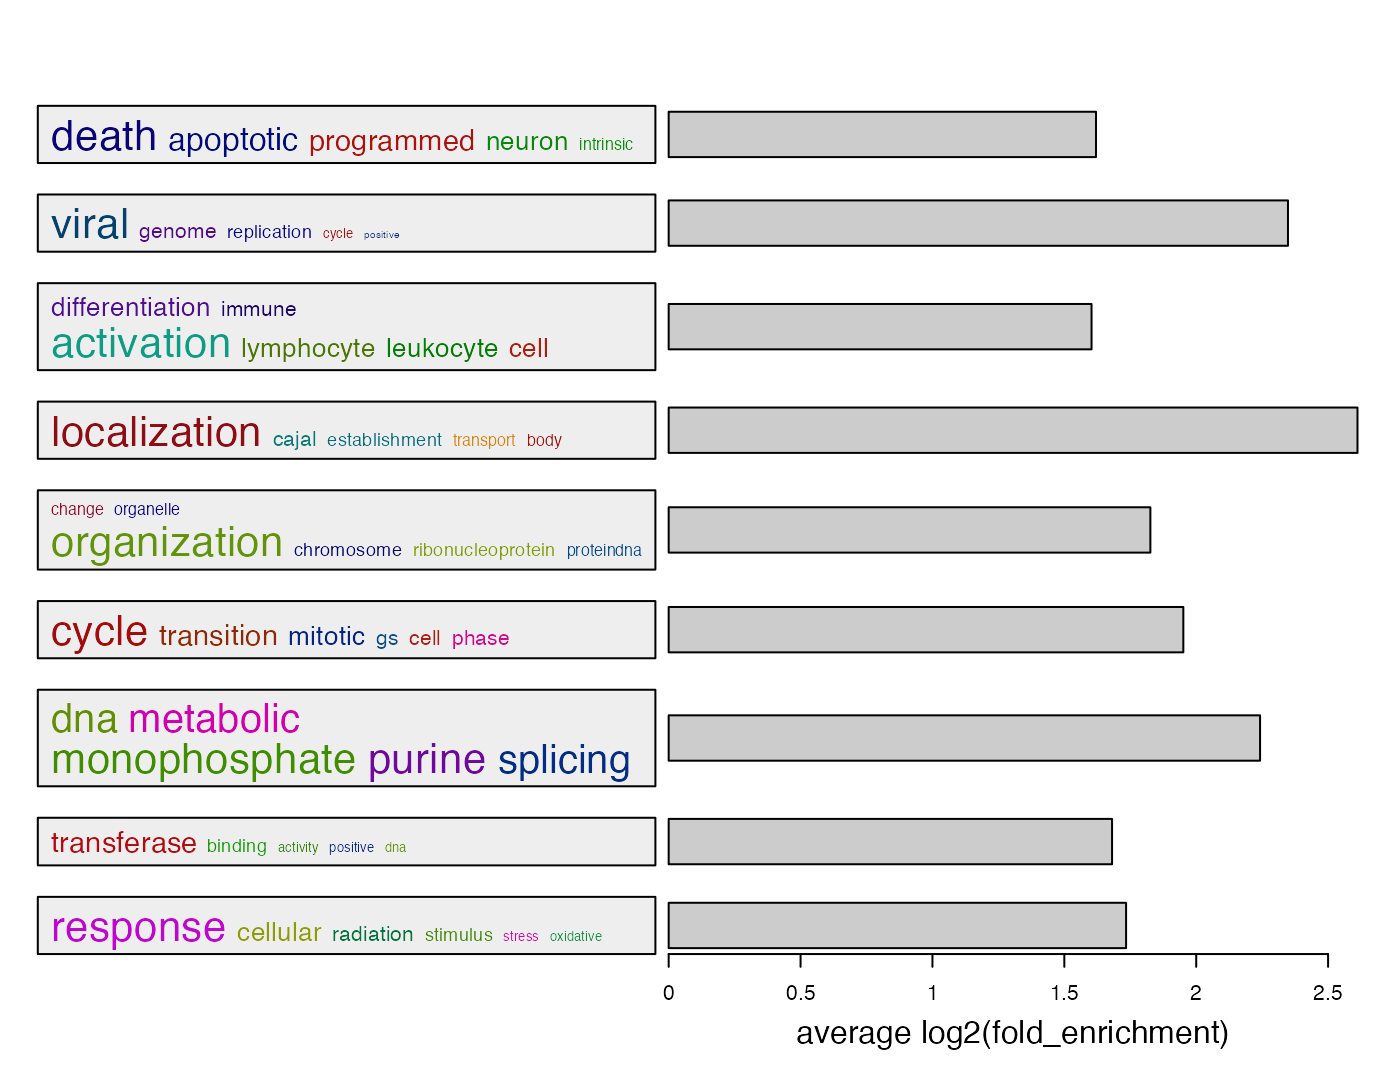 death apoptotic programmed neuron intrinsic
viral genome replication cycle positive
differentiation immune
activation lymphocyte leukocyte cell
localization cajal establishment transport body
change organelle
organization chromosome ribonucleoprotein proteindna
cycle transition mitotic gs cell phase
dna metabolic
monophosphate purine splicing
transferase binding activity positive dna
response cellular radiation stimulus stress oxidative
0 0.5 1 1.5 2 2.5
average log2(fold_enrichment)